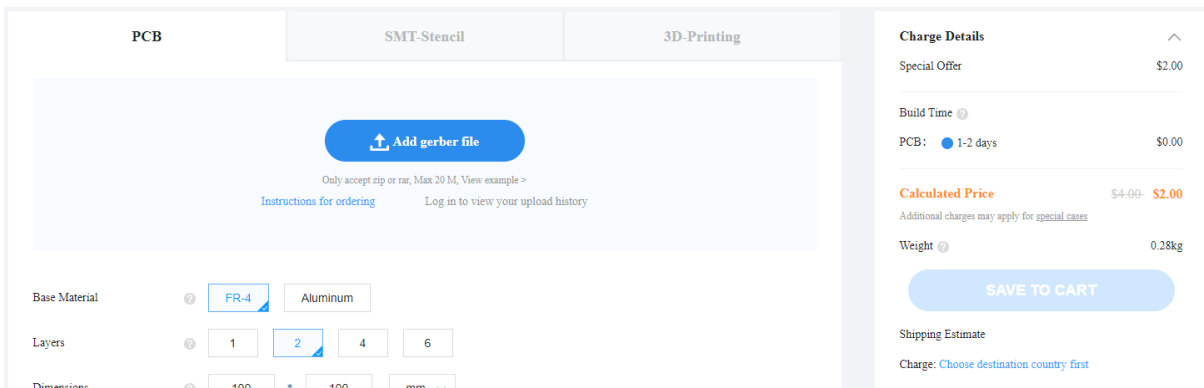 PCB
SMT-Stencil
3D-Printing
Add gerber file
Only accept zip or rar, Max 20 M, View example >
Instructions for ordering
Log in to view your upload history
Base Material ? FR-4 Aluminum
Layers ? 1 2 4 6
Dimensions ? 100 * 100 mm
Charge Details
Special Offer $2.00
Build Time ?
PCB: 1-2 days $0.00
Calculated Price $4.00 $2.00
Additional charges may apply for special cases
Weight ? 0.28kg
SAVE TO CART
Shipping Estimate
Charge: Choose destination country first